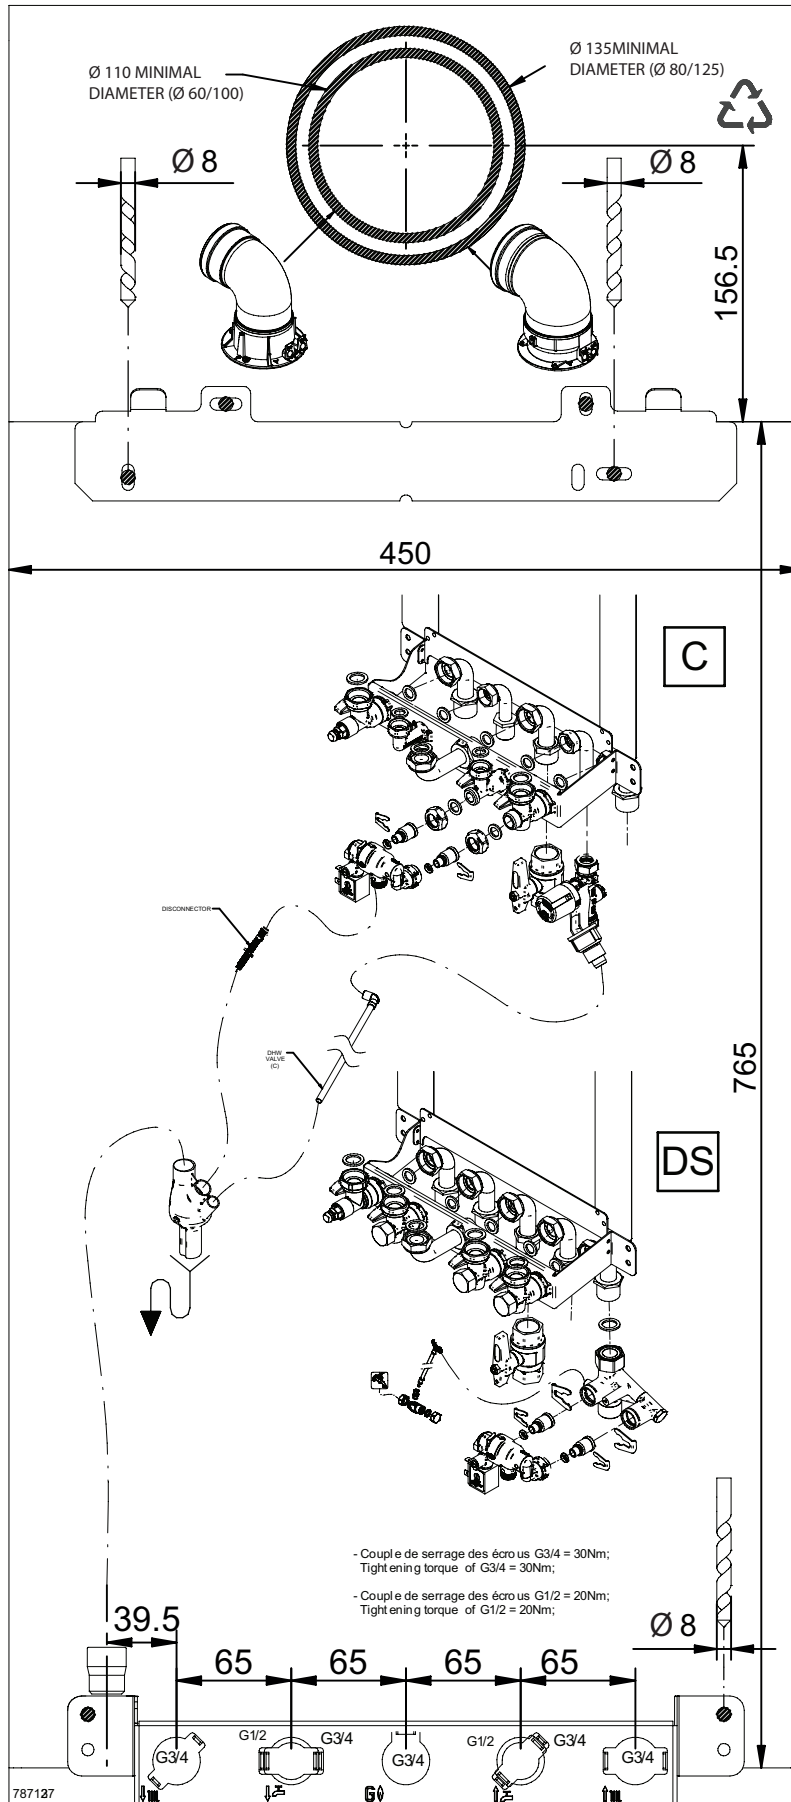 Ø 110 MINIMAL
DIAMETER (Ø 60/100)
Ø 135MINIMAL
DIAMETER (Ø 80/125)
Ø 8
Ø 8
156.5
450
C
DISCONNECTOR
DHW
VALVE
(C)
765
DS
- Couple de serrage des écrous G3/4 = 30Nm;
Tightening torque of G3/4 = 30Nm;
- Couple de serrage des écrous G1/2 = 20Nm;
Tightening torque of G1/2 = 20Nm;
39.5
Ø 8
65
65
65
65
G3/4
G1/2
G3/4
G3/4
G1/2
G3/4
G3/4
G